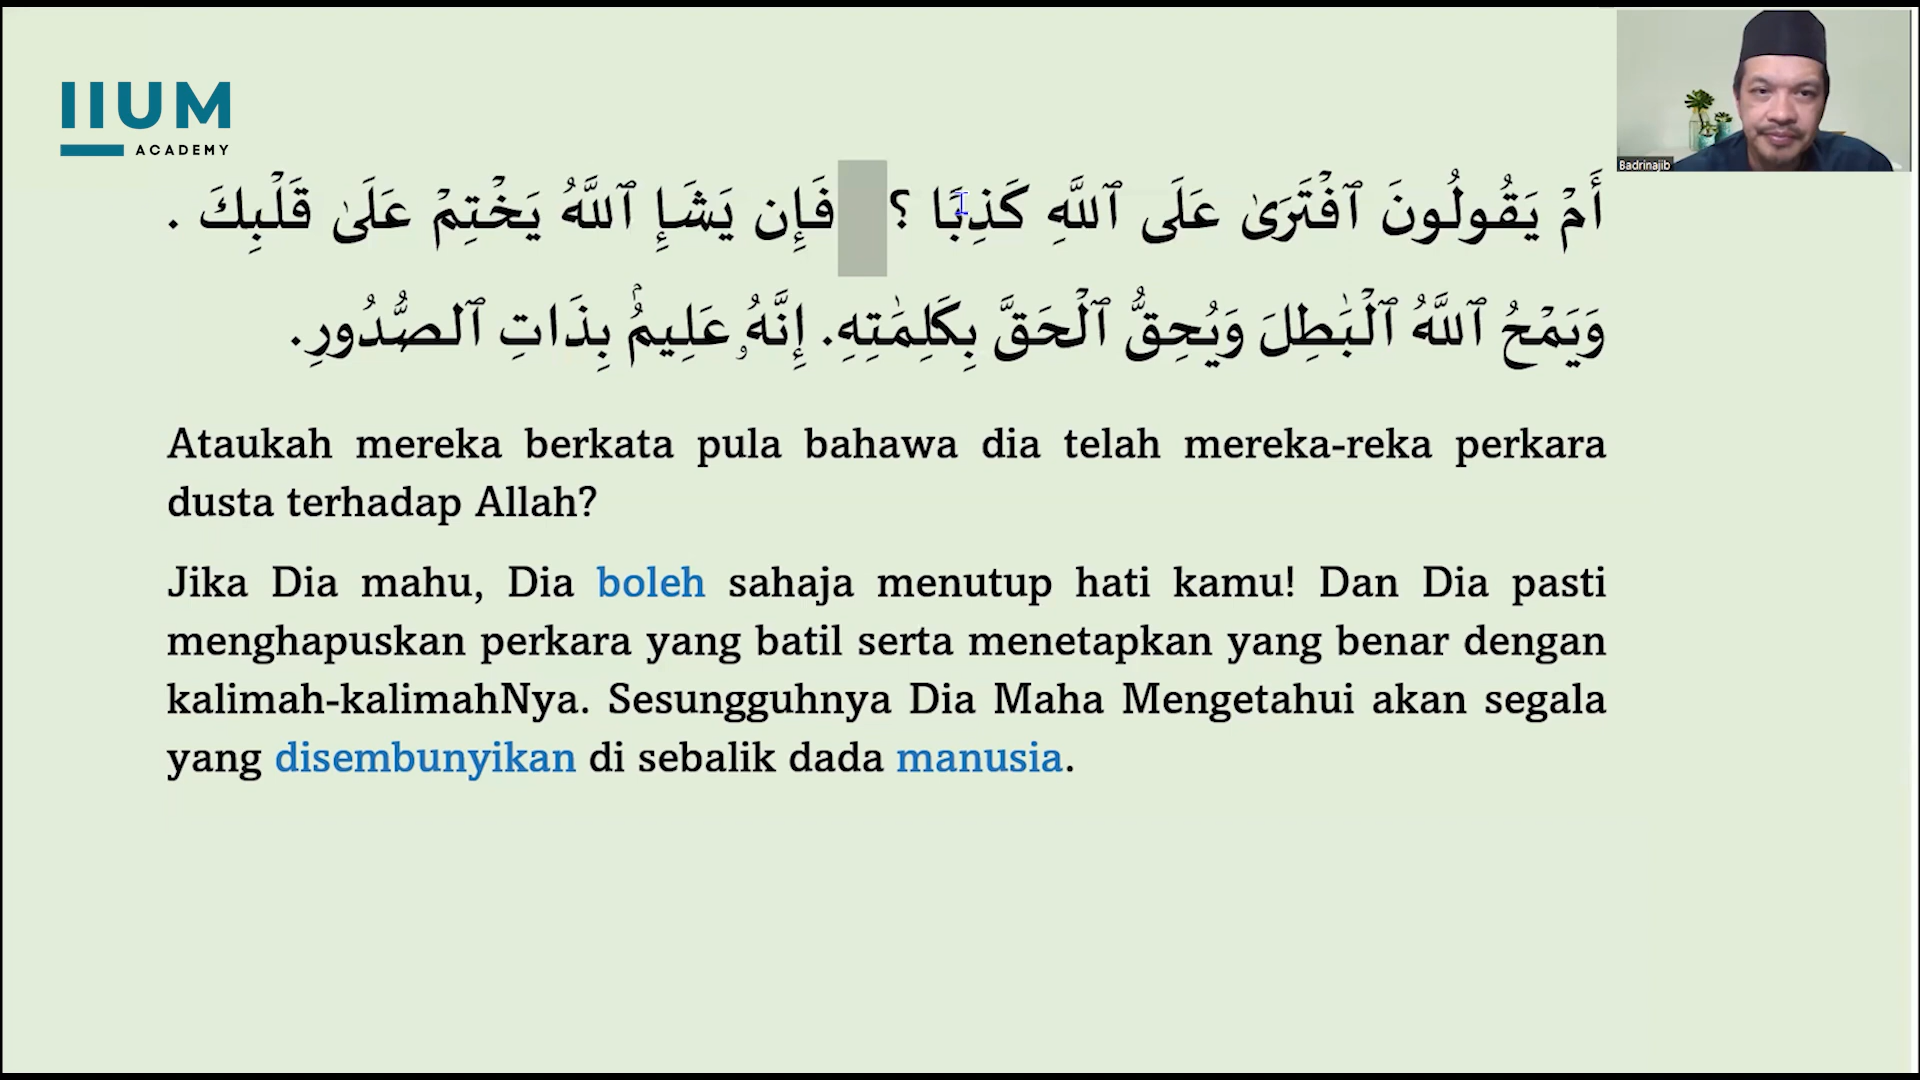 IIUM
ACADEMY
Badrinajib
أَمْ يَقُولُونَ ٱفْتَرَىٰ عَلَى ٱللَّهِ كَذِبًا ؟ فَإِن يَشَإِ ٱللَّهُ يَخْتِمْ عَلَىٰ قَلْبِكَ .
وَيَمْحُ ٱللَّهُ ٱلْبَٰطِلَ وَيُحِقُّ ٱلْحَقَّ بِكَلِمَٰتِهِ. إِنَّهُۥ عَلِيمٌۢ بِذَاتِ ٱلصُّدُورِ.
Ataukah mereka berkata pula bahawa dia telah mereka-reka perkara
dusta terhadap Allah?
Jika Dia mahu, Dia boleh sahaja menutup hati kamu! Dan Dia pasti
menghapuskan perkara yang batil serta menetapkan yang benar dengan
kalimah-kalimahNya. Sesungguhnya Dia Maha Mengetahui akan segala
yang disembunyikan di sebalik dada manusia.